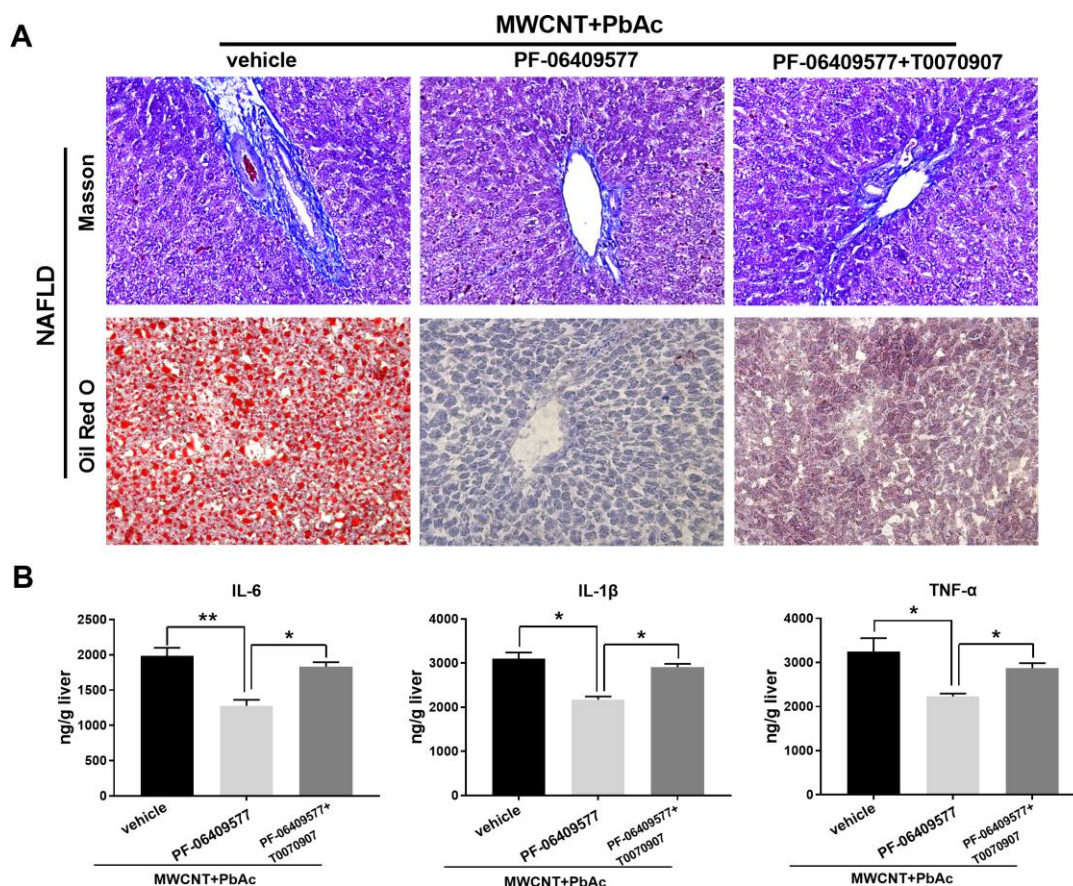 A
MWCNT+PbAc
vehicle
PF-06409577
PF-06409577+T0070907
NAFLD
Masson
Oil Red O
B
IL-6
ng/g liver
2500
2000
1500
1000
500
0
**
*
vehicle
PF-06409577
PF-06409577+
T0070907
MWCNT+PbAc
IL-1β
ng/g liver
4000
3000
2000
1000
0
*
*
vehicle
PF-06409577
PF-06409577+
T0070907
MWCNT+PbAc
TNF-α
ng/g liver
4000
3000
2000
1000
0
*
*
vehicle
PF-06409577
PF-06409577+
T0070907
MWCNT+PbAc